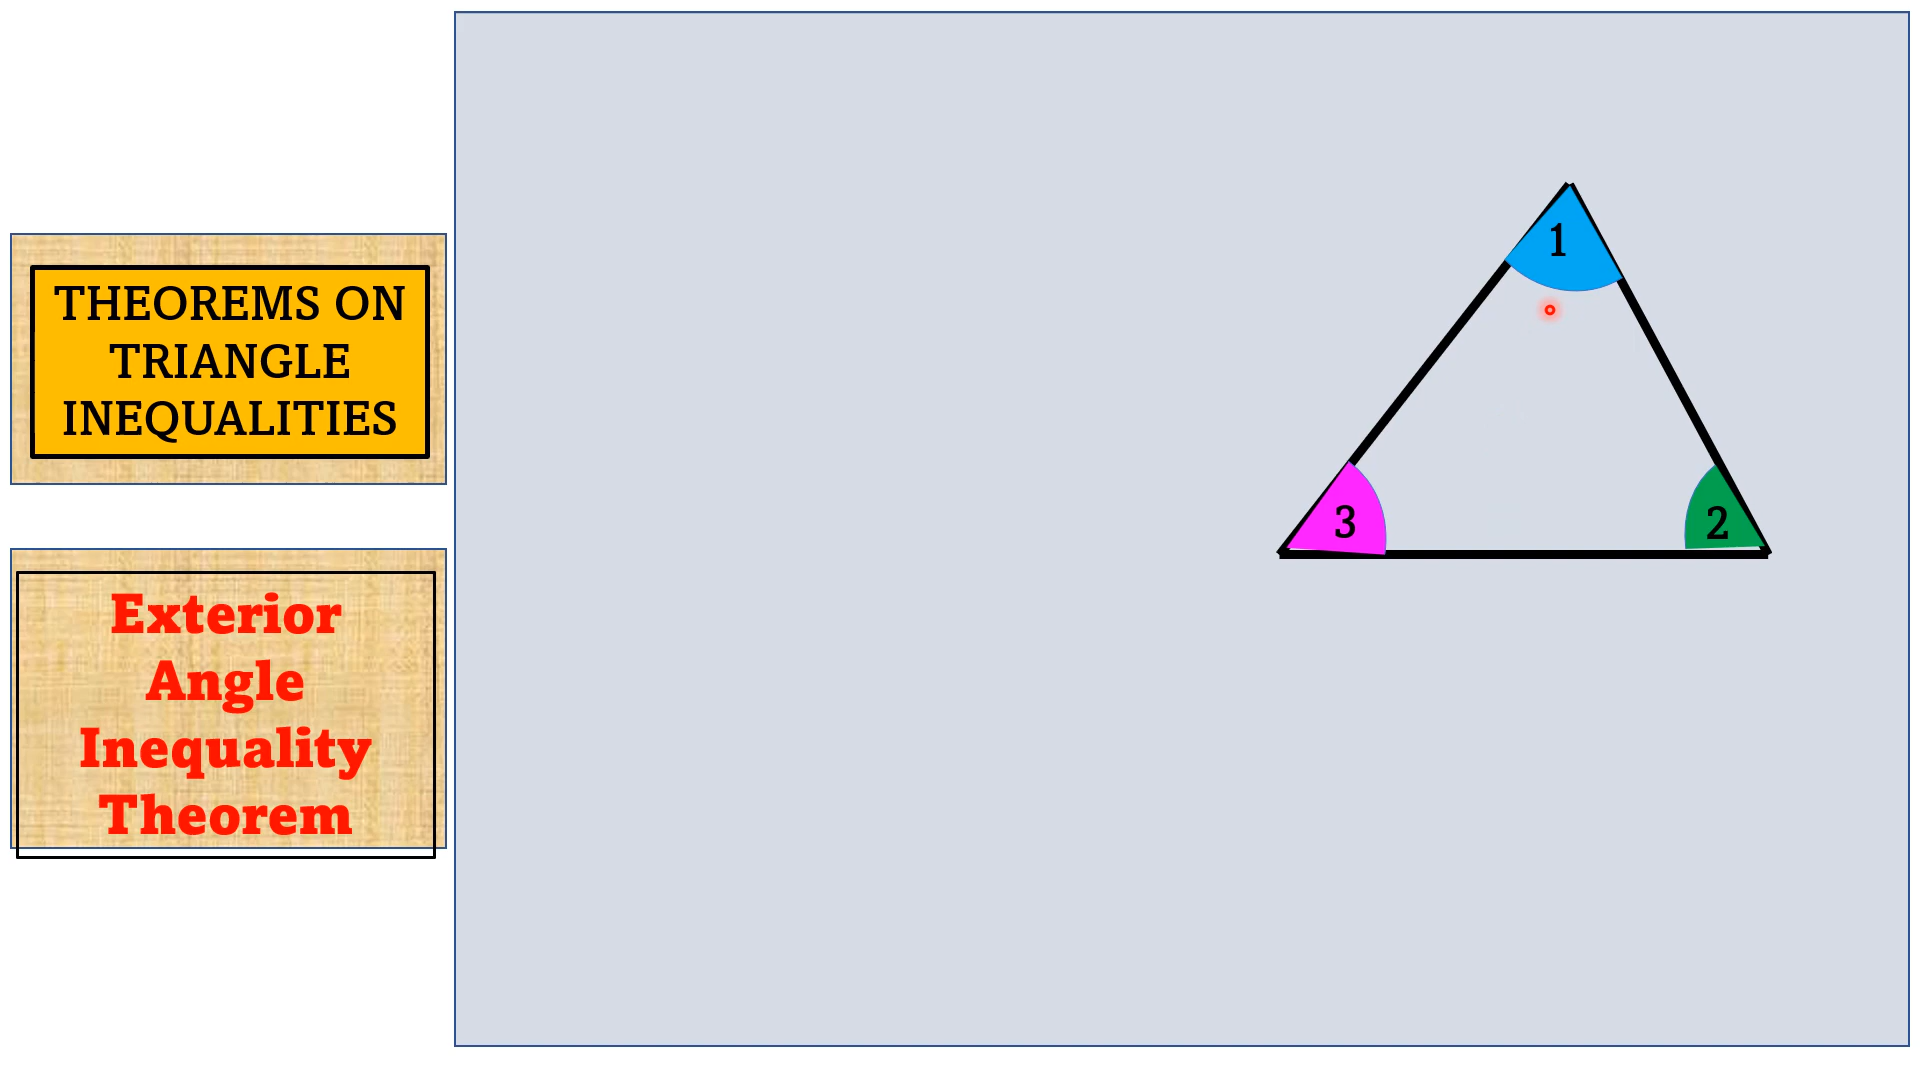 THEOREMS ON
TRIANGLE
INEQUALITIES
Exterior
Angle
Inequality
Theorem
1
3
2